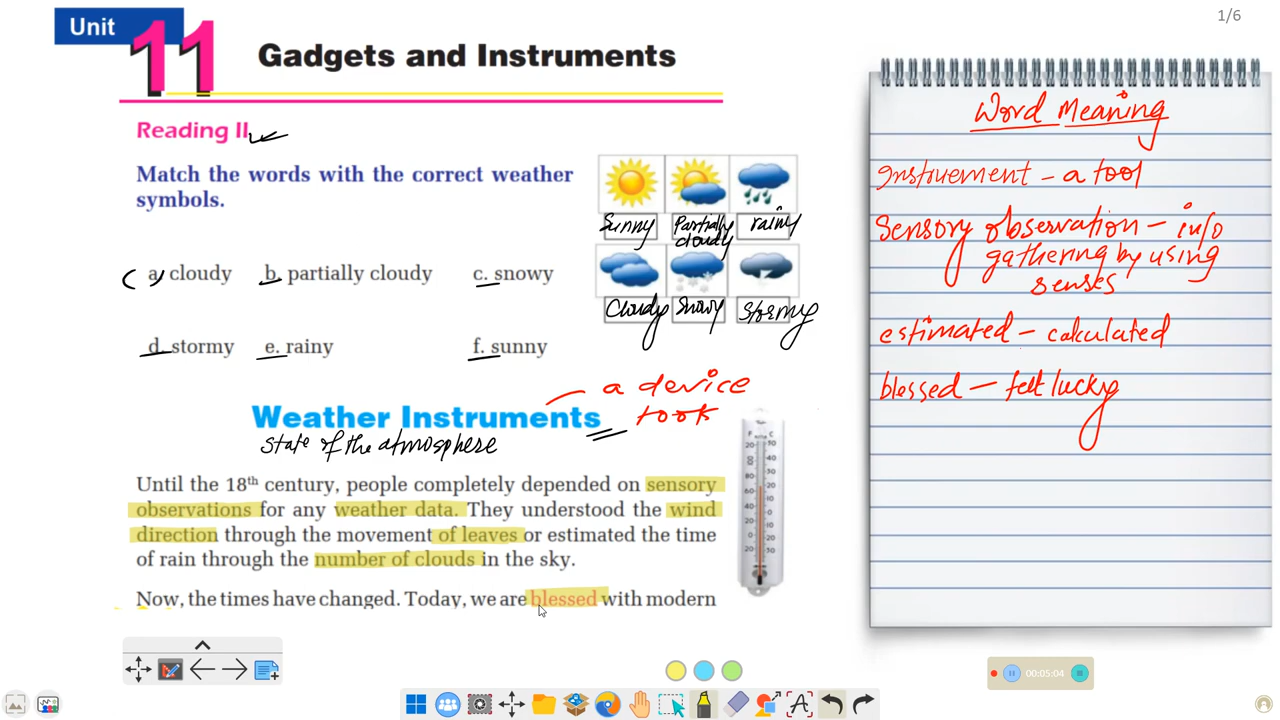 1/6
Unit
11
Gadgets and Instruments
Reading II
Match the words with the correct weather
symbols.
Sunny Partially cloudy rainy
a. cloudy b. partially cloudy c. snowy
Cloudy Snowy Stormy
d. stormy e. rainy f. sunny
a device
Weather Instruments
state of the atmosphere
Until the 18th century, people completely depended on sensory
observations for any weather data. They understood the wind
direction through the movement of leaves or estimated the time
of rain through the number of clouds in the sky.
Now, the times have changed. Today, we are blessed with modern
Word Meaning
Instruement - a tool
Sensory observation - info
gathering by using
senses
estimated - calculated
blessed - felt lucky
00:05:04